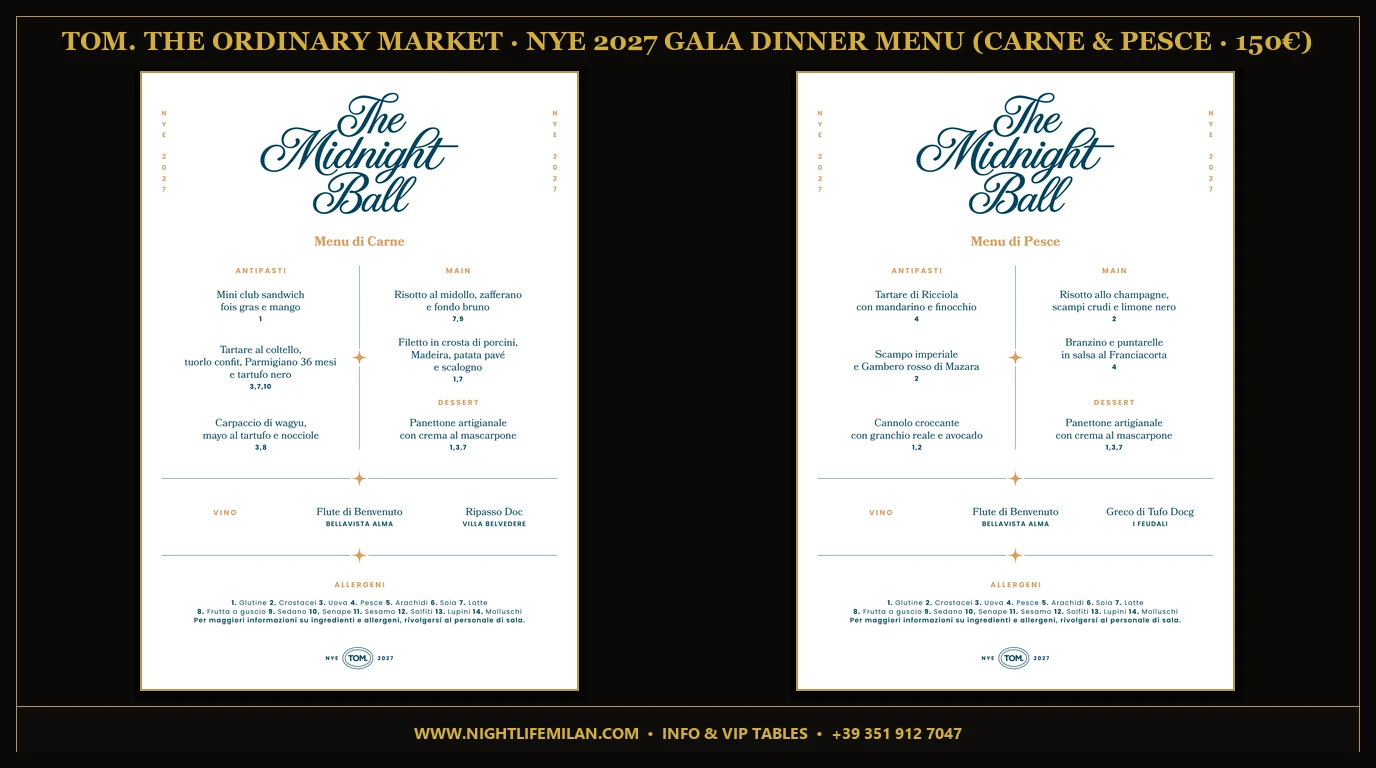 TOM. THE ORDINARY MARKET · NYE 2027 GALA DINNER MENU (CARNE & PESCE · 150€)
NYE 2027
The
Midnight
Ball
NYE 2027
Menu di Carne
ANTIPASTI
Mini club sandwich
fois gras e mango
1
Tartare al coltello,
tuorlo confit, Parmigiano 36 mesi
e tartufo nero
3,7,10
Carpaccio di wagyu,
mayo al tartufo e nocciole
3,8
MAIN
Risotto al midollo, zafferano
e fondo bruno
7,9
Filetto in crosta di porcini,
Madeira, patata pavé
e scalogno
1,7
DESSERT
Panettone artigianale
con crema al mascarpone
1,3,7
VINO
Flute di Benvenuto
BELLAVISTA ALMA
Ripasso Doc
VILLA BELVEDERE
ALLERGENI
1. Glutine 2. Crostacei 3. Uova 4. Pesce 5. Arachidi 6. Soia 7. Latte
8. Frutta a guscio 9. Sedano 10. Senape 11. Sesamo 12. Solfiti 13. Lupini 14. Molluschi
Per maggiori informazioni su ingredienti e allergeni, rivolgersi al personale di sala.
NYE TOM. 2027
NYE 2027
The
Midnight
Ball
NYE 2027
Menu di Pesce
ANTIPASTI
Tartare di Ricciola
con mandarino e finocchio
4
Scampo imperiale
e Gambero rosso di Mazara
2
Cannolo croccante
con granchio reale e avocado
1,2
MAIN
Risotto allo champagne,
scampi crudi e limone nero
2
Branzino e puntarelle
in salsa al Franciacorta
4
DESSERT
Panettone artigianale
con crema al mascarpone
1,3,7
VINO
Flute di Benvenuto
BELLAVISTA ALMA
Greco di Tufo Docg
I FEUDALI
ALLERGENI
1. Glutine 2. Crostacei 3. Uova 4. Pesce 5. Arachidi 6. Soia 7. Latte
8. Frutta a guscio 9. Sedano 10. Senape 11. Sesamo 12. Solfiti 13. Lupini 14. Molluschi
Per maggiori informazioni su ingredienti e allergeni, rivolgersi al personale di sala.
NYE TOM. 2027
WWW.NIGHTLIFEMILAN.COM • INFO & VIP TABLES • +39 351 912 7047